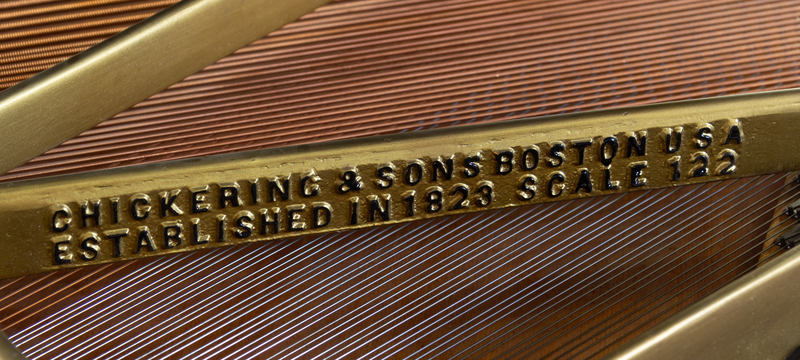 CHICKERING & SONS BOSTON USA
ESTABLISHED IN 1823 SCALE 122